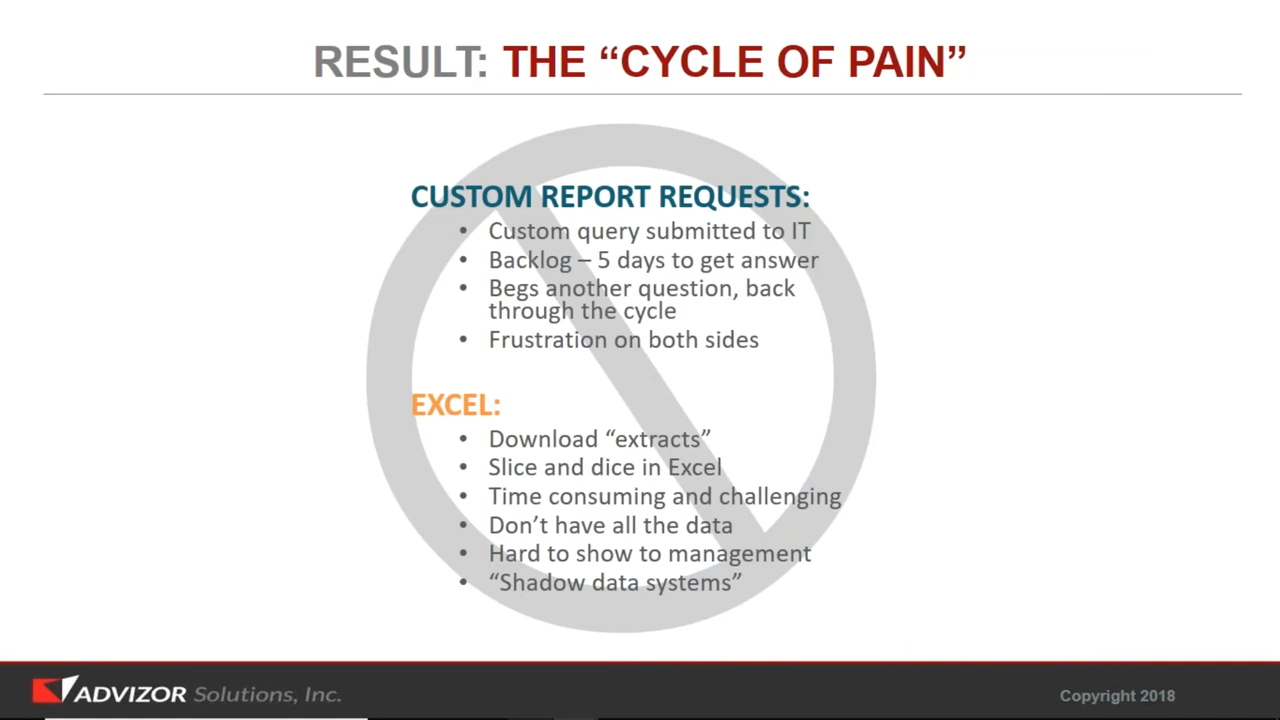 RESULT: THE “CYCLE OF PAIN”
CUSTOM REPORT REQUESTS:
• Custom query submitted to IT
• Backlog – 5 days to get answer
• Begs another question, back
through the cycle
• Frustration on both sides
EXCEL:
• Download “extracts”
• Slice and dice in Excel
• Time consuming and challenging
• Don’t have all the data
• Hard to show to management
• “Shadow data systems”
ADVIZOR Solutions, Inc.
Copyright 2018